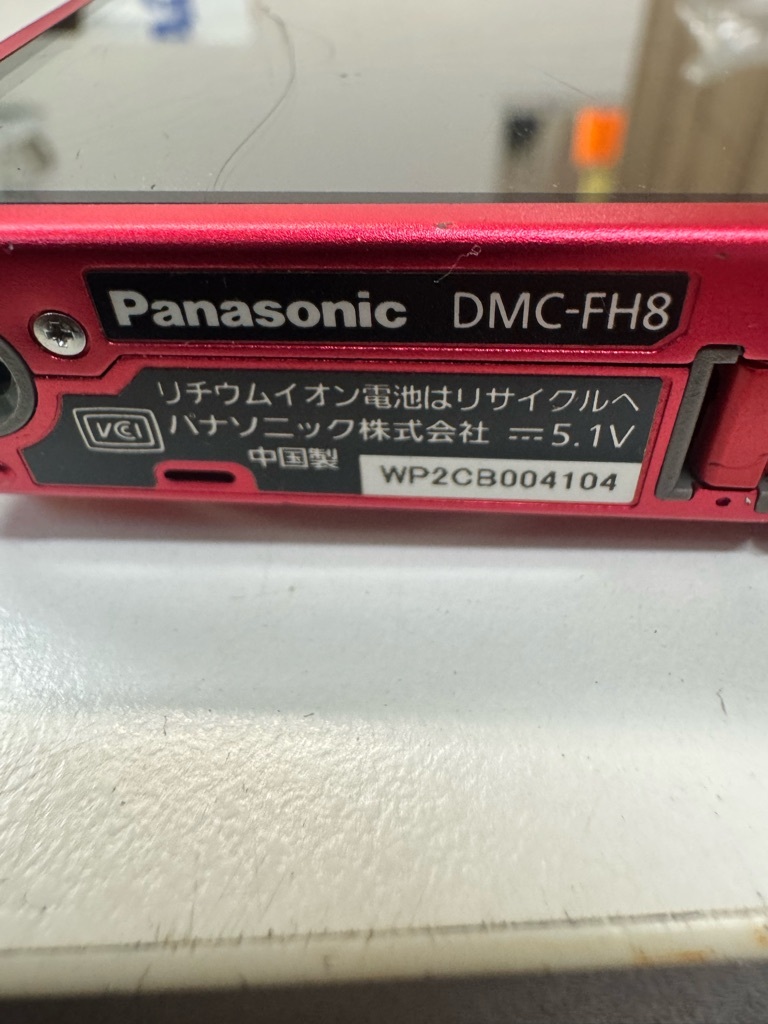 Panasonic DMC-FH8
リチウムイオン電池はリサイクルへ
VCI パナソニック株式会社 ⎓5.1V
中国製 WP2CB004104